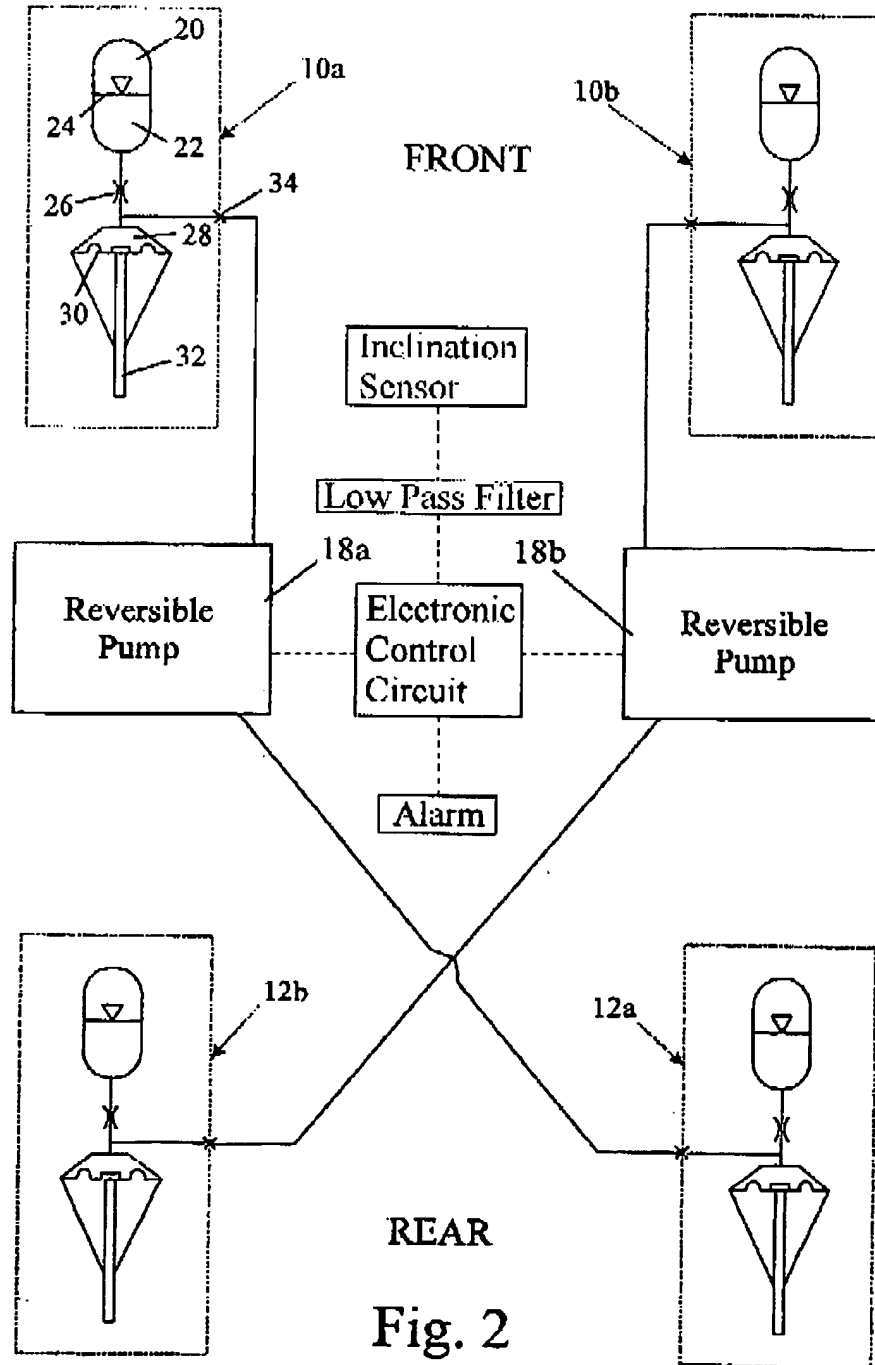 20
10a
10b
24
22
FRONT
26
34
28
30
32
Inclination
Sensor
Low Pass Filter
18a
18b
Reversible
Pump
Electronic
Control
Circuit
Reversible
Pump
Alarm
12b
12a
REAR
Fig. 2